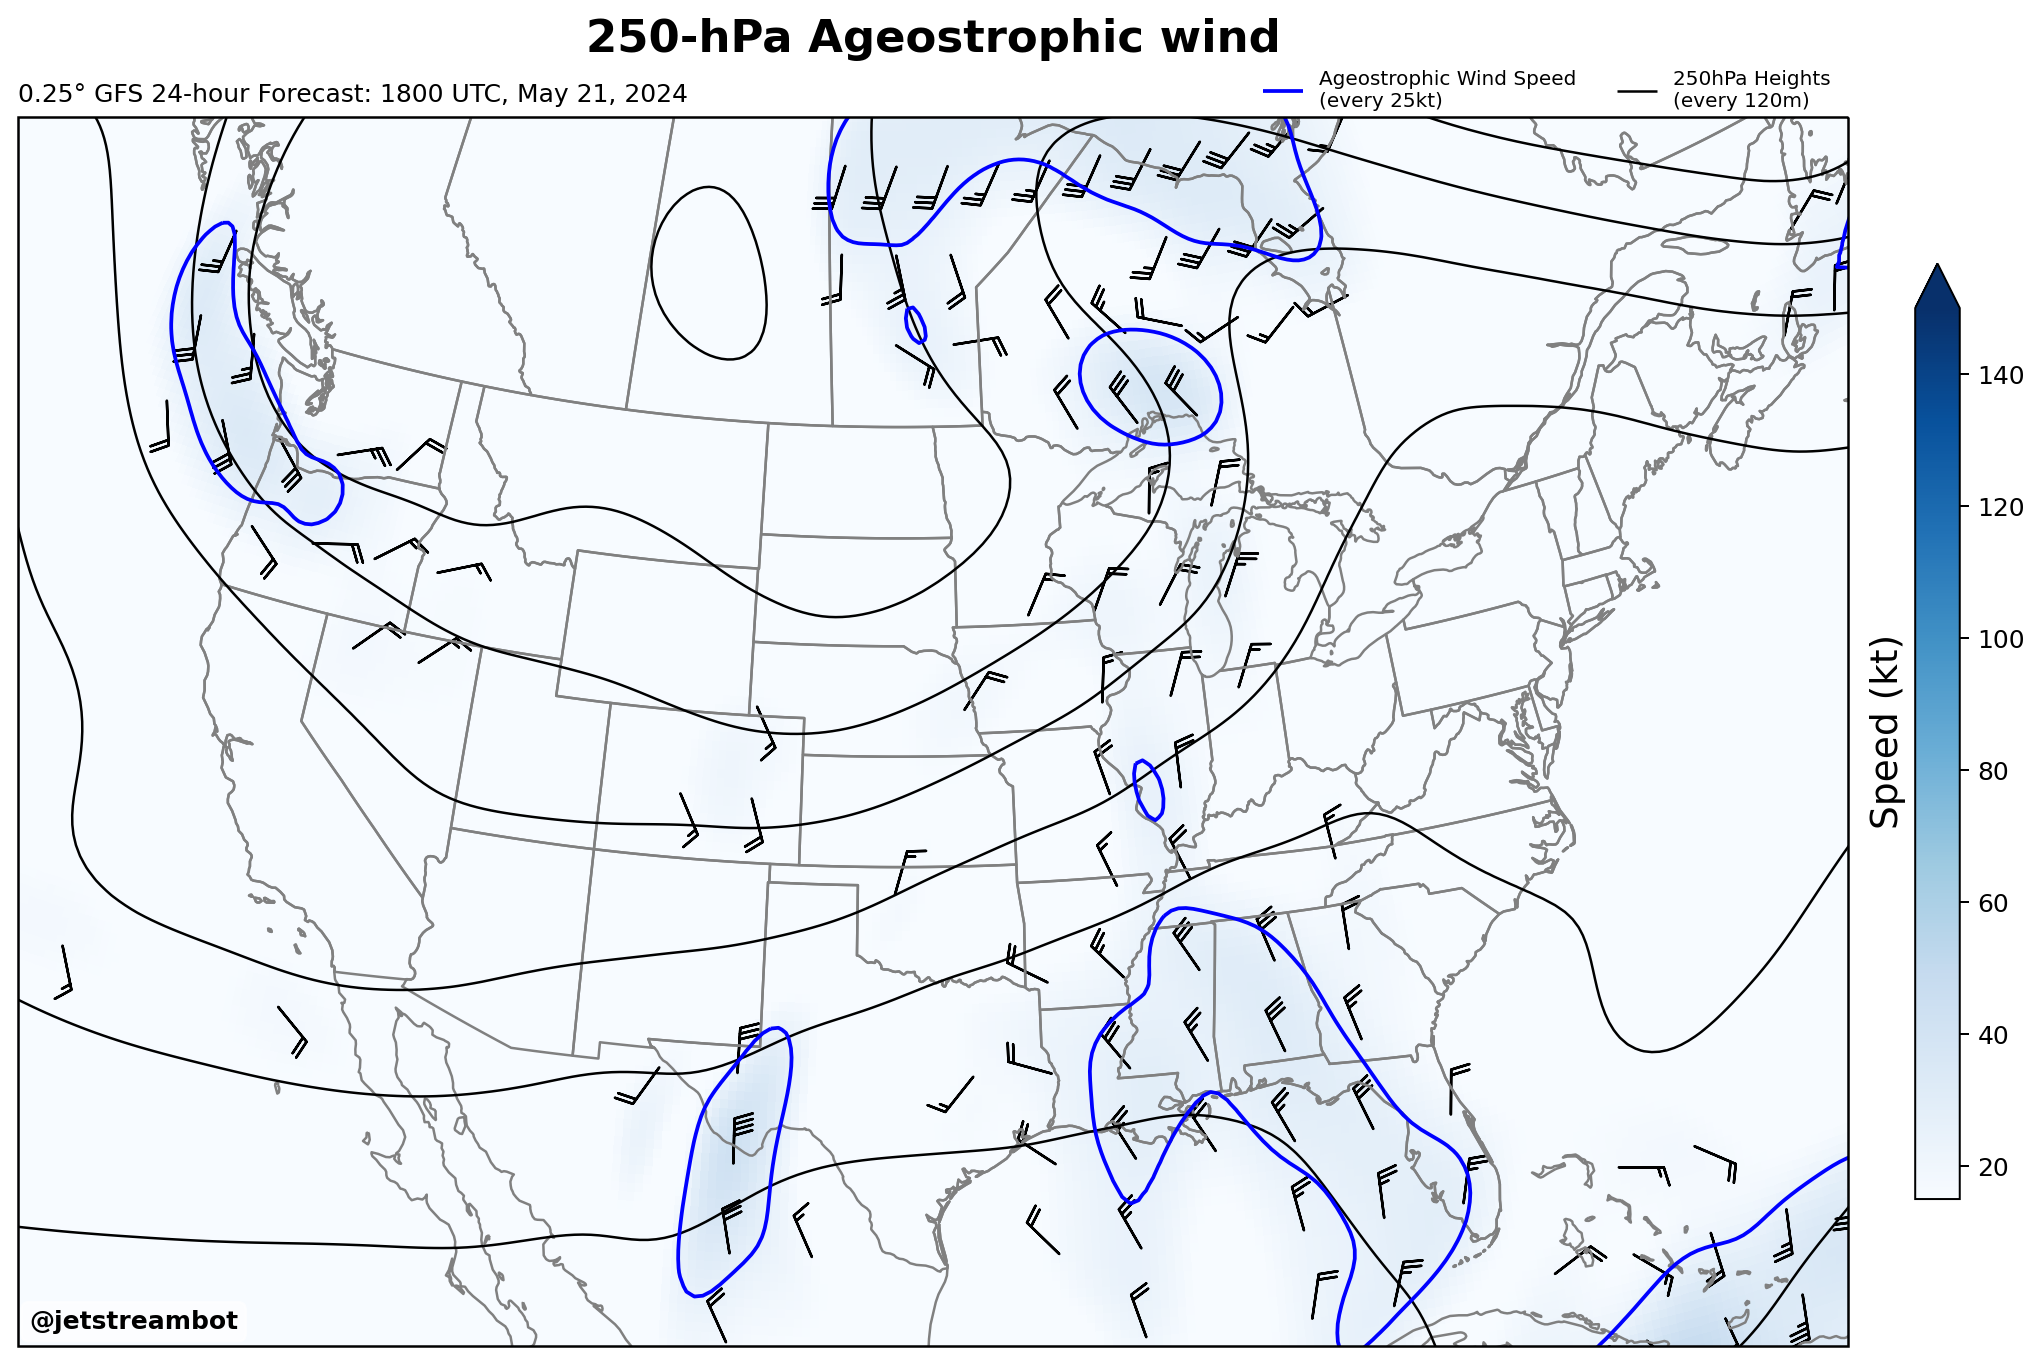 250-hPa Ageostrophic wind
0.25° GFS 24-hour Forecast: 1800 UTC, May 21, 2024
Ageostrophic Wind Speed
(every 25kt)
250hPa Heights
(every 120m)
140
120
100
80
60
40
20
Speed (kt)
@jetstreambot